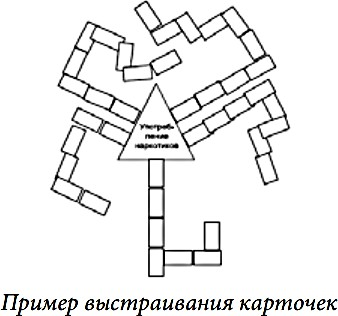 Употреб-
ление
наркотиков
Пример выстраивания карточек